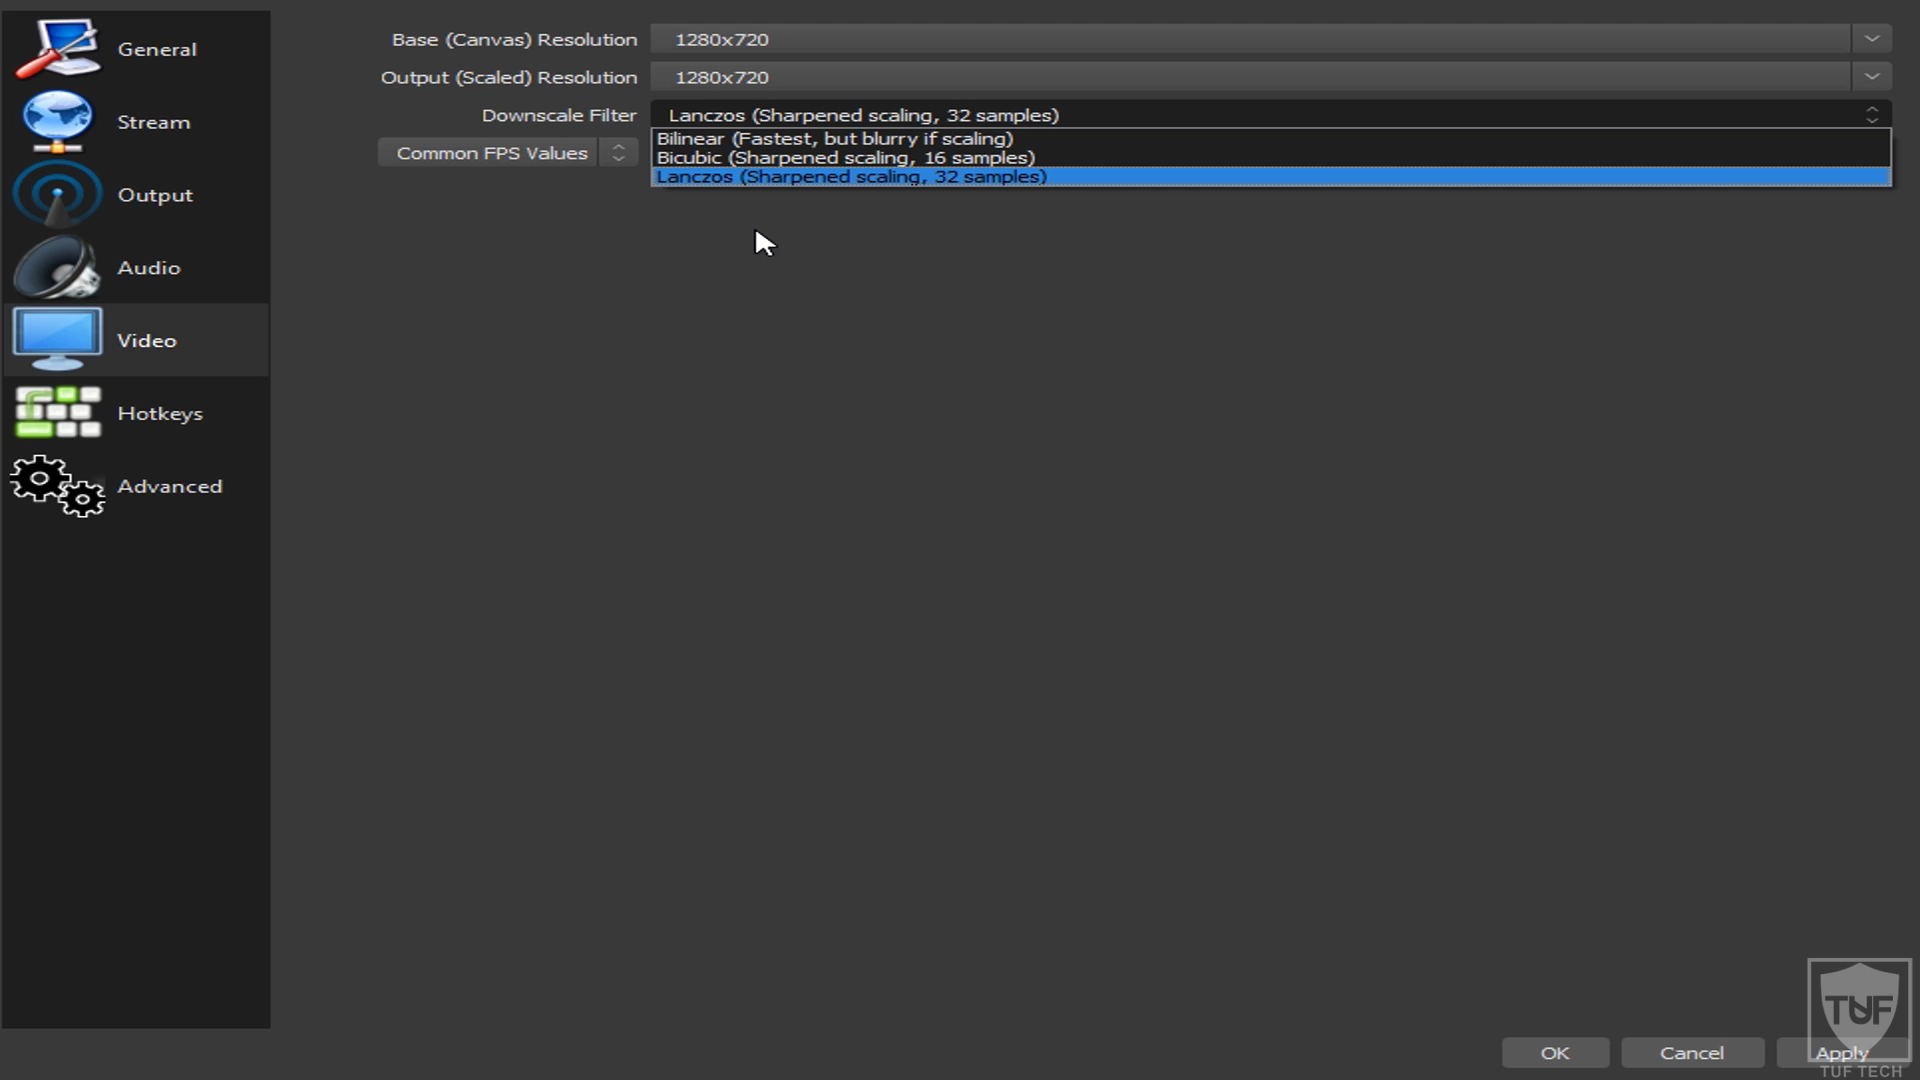 General
Stream
Output
Audio
Video
Hotkeys
Advanced
Base (Canvas) Resolution 1280x720
Output (Scaled) Resolution 1280x720
Downscale Filter Lanczos (Sharpened scaling, 32 samples)
Common FPS Values
Bilinear (Fastest, but blurry if scaling)
Bicubic (Sharpened scaling, 16 samples)
Lanczos (Sharpened scaling, 32 samples)
OK Cancel Apply
TUF
TUF TECH